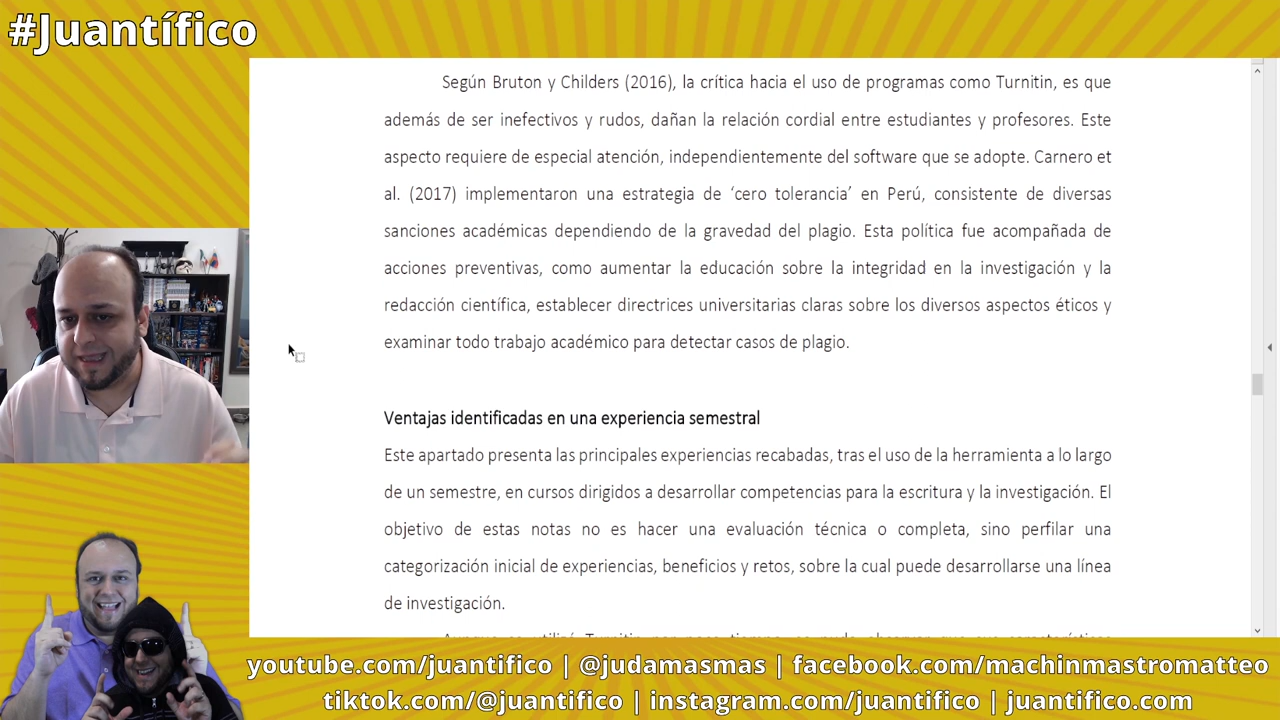 #Juantífico
Según Bruton y Childers (2016), la crítica hacia el uso de programas como Turnitin, es que
además de ser inefectivos y rudos, dañan la relación cordial entre estudiantes y profesores. Este
aspecto requiere de especial atención, independientemente del software que se adopte. Carnero et
al. (2017) implementaron una estrategia de ‘cero tolerancia’ en Perú, consistente de diversas
sanciones académicas dependiendo de la gravedad del plagio. Esta política fue acompañada de
acciones preventivas, como aumentar la educación sobre la integridad en la investigación y la
redacción científica, establecer directrices universitarias claras sobre los diversos aspectos éticos y
examinar todo trabajo académico para detectar casos de plagio.
Ventajas identificadas en una experiencia semestral
Este apartado presenta las principales experiencias recabadas, tras el uso de la herramienta a lo largo
de un semestre, en cursos dirigidos a desarrollar competencias para la escritura y la investigación. El
objetivo de estas notas no es hacer una evaluación técnica o completa, sino perfilar una
categorización inicial de experiencias, beneficios y retos, sobre la cual puede desarrollarse una línea
de investigación.
youtube.com/juantifico | @judamasmas | facebook.com/machinmastromatteo
tiktok.com/@juantifico | instagram.com/juantifico | juantifico.com